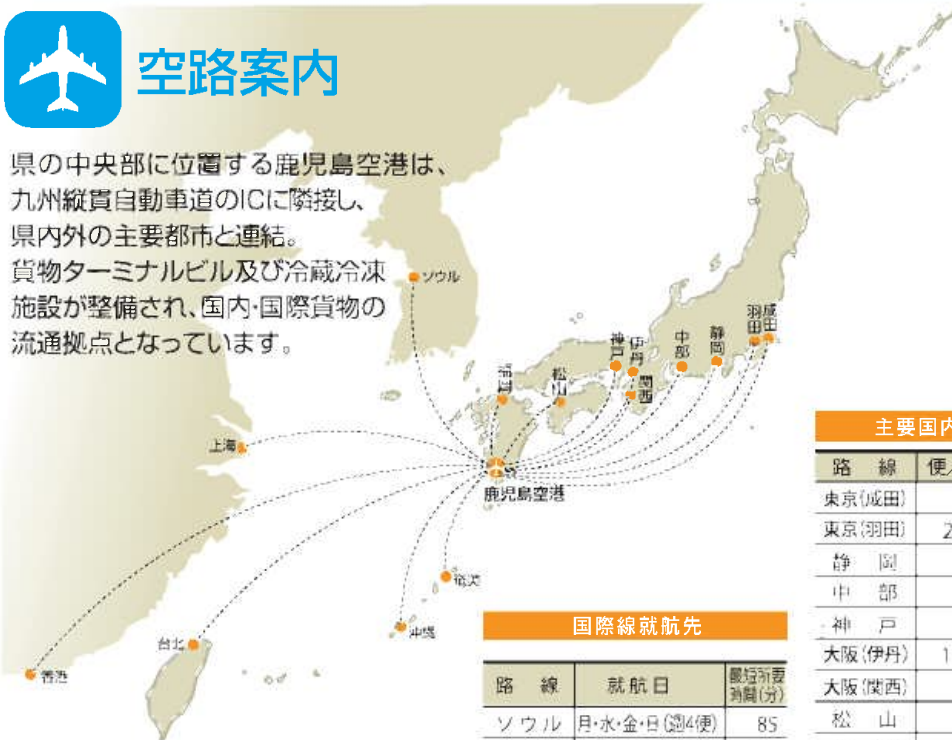 空路案内
県の中央部に位置する鹿児島空港は、
九州縦貫自動車道のICに隣接し、
県内外の主要都市と連結。
貨物ターミナルビル及び冷蔵冷凍
施設が整備され、国内・国際貨物の
流通拠点となっています。
ソウル
上海
香港
台北
沖縄
奄美
鹿児島空港
福岡
松山
神戸
伊丹
関西
中部
静岡
羽田
成田
国際線就航先
路 線 就航日 最短所要時間(分)
ソウル 月・水・金・日(週4便) 85
主要国内
路 線 便
東京(成田)
東京(羽田) 2
静 岡
中 部
神 戸
大阪(伊丹) 1
大阪(関西)
松 山